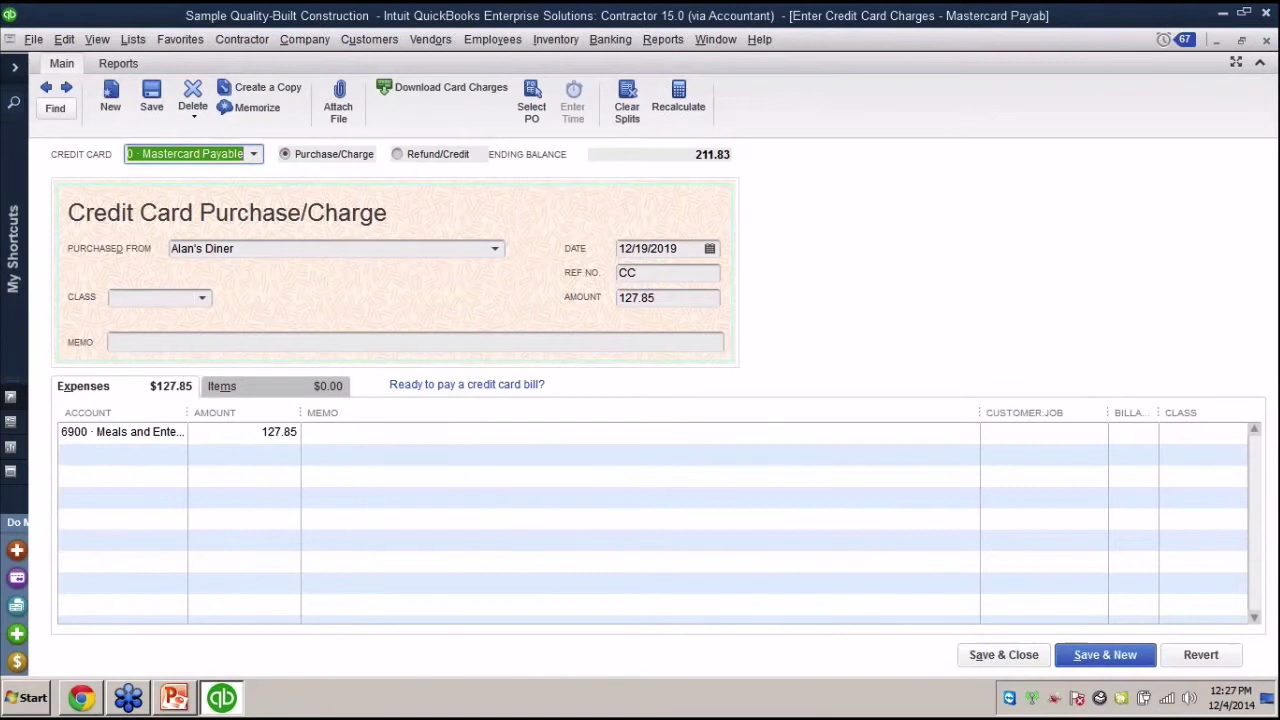 Sample Quality-Built Construction - Intuit QuickBooks Enterprise Solutions: Contractor 15.0 (via Accountant) - [Enter Credit Card Charges - Mastercard Payab]
File Edit View Lists Favorites Contractor Company Customers Vendors Employees Inventory Banking Reports Window Help 67
Main Reports
Find New Save Delete Create a Copy Memorize Attach File Download Card Charges Select PO Enter Time Clear Splits Recalculate
CREDIT CARD 0 · Mastercard Payable Purchase/Charge Refund/Credit ENDING BALANCE 211.83
My Shortcuts
Credit Card Purchase/Charge
PURCHASED FROM Alan's Diner DATE 12/19/2019
REF NO. CC
CLASS AMOUNT 127.85
MEMO
Expenses $127.85 Items $0.00 Ready to pay a credit card bill?
ACCOUNT AMOUNT MEMO CUSTOMER:JOB BILLA... CLASS
6900 · Meals and Ente... 127.85
Do M
Save & Close Save & New Revert
Start qb 12:27 PM
12/4/2014